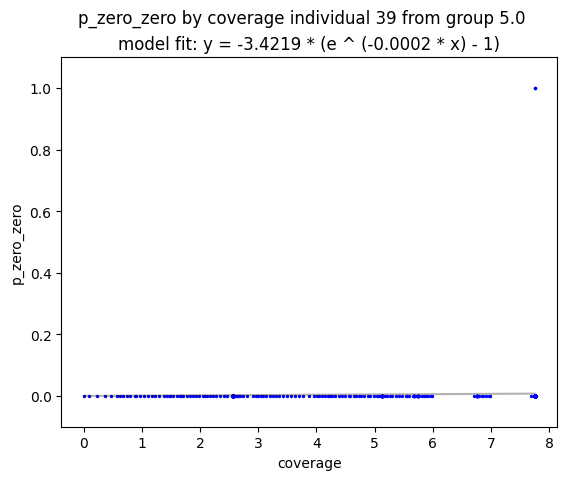 p_zero_zero by coverage individual 39 from group 5.0
model fit: y = -3.4219 * (e ^ (-0.0002 * x) - 1)
1.0
0.8
0.6
0.4
0.2
0.0
p_zero_zero
0 1 2 3 4 5 6 7 8
coverage